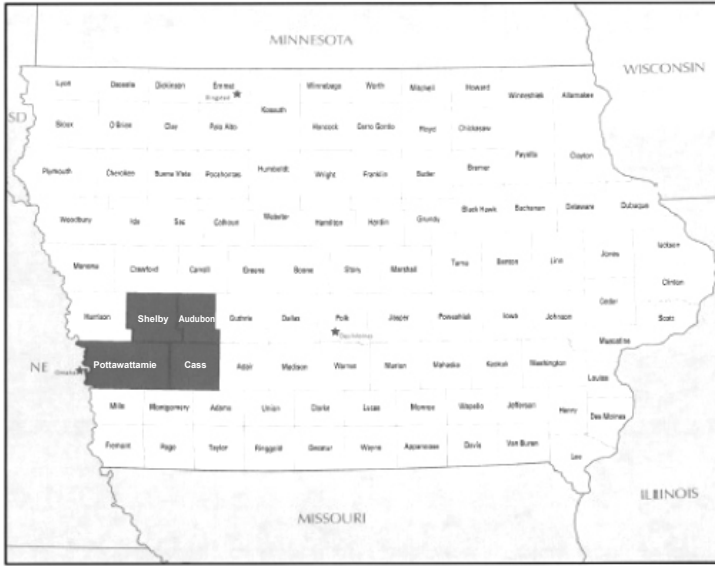 MINNESOTA
WISCONSIN
SD
Lyon Osceola Dickinson Emmet Winnebago Worth Mitchell Howard Winneshiek Allamakee
Kossuth
Sioux O'Brien Clay Palo Alto Hancock Cerro Gordo Floyd Chickasaw
Fayette Clayton
Plymouth Cherokee Buena Vista Pocahontas Humboldt Wright Franklin Butler Bremer
Woodbury Ida Sac Calhoun Webster Hamilton Hardin Grundy Black Hawk Buchanan Delaware Dubuque
Jackson
Monona Crawford Carroll Greene Boone Story Marshall Tama Benton Linn Jones
Clinton
Cedar
Harrison Shelby Audubon Guthrie Dallas Polk Jasper Poweshiek Iowa Johnson Scott
Des Moines
Muscatine
NE Omaha Pottawattamie Cass Adair Madison Warren Marion Mahaska Keokuk Washington
Louisa
Mills Montgomery Adams Union Clarke Lucas Monroe Wapello Jefferson Henry Des Moines
Fremont Page Taylor Ringgold Decatur Wayne Appanoose Davis Van Buren
Lee
ILLINOIS
MISSOURI